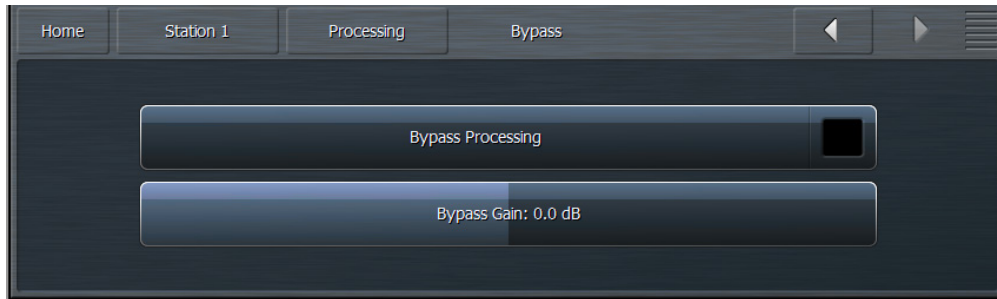 Home Station 1 Processing Bypass
Bypass Processing
Bypass Gain: 0.0 dB